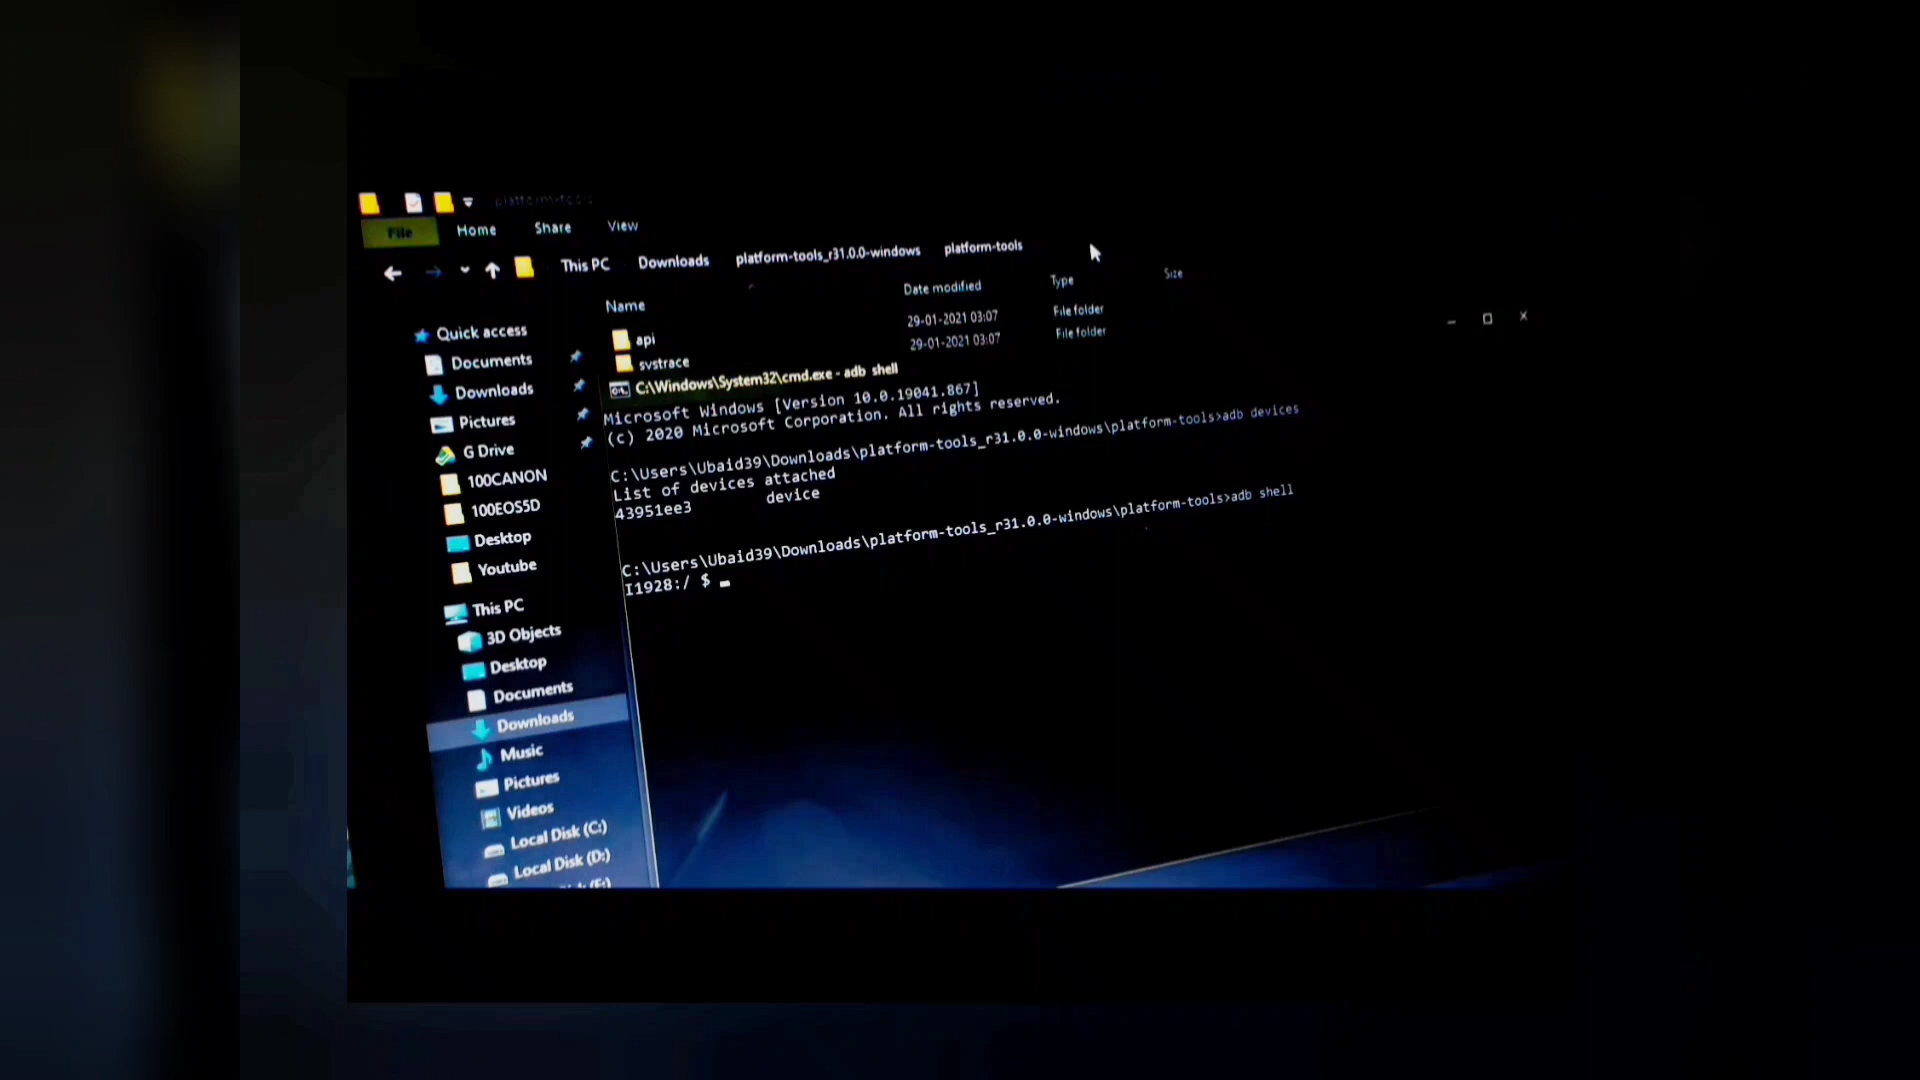 platform-tools
File Home Share View
This PC Downloads platform-tools_r31.0.0-windows platform-tools
Name Date modified Type Size
api 29-01-2021 03:07 File folder
systrace 29-01-2021 03:07 File folder
Quick access
Documents
Downloads
Pictures
G Drive
100CANON
100EOS5D
Desktop
Youtube
This PC
3D Objects
Desktop
Documents
Downloads
Music
Pictures
Videos
Local Disk (C:)
Local Disk (D:)
C:\Windows\System32\cmd.exe - adb shell
Microsoft Windows [Version 10.0.19041.867]
(c) 2020 Microsoft Corporation. All rights reserved.
C:\Users\Ubaid39\Downloads\platform-tools_r31.0.0-windows\platform-tools>adb devices
List of devices attached
43951ee3 device
C:\Users\Ubaid39\Downloads\platform-tools_r31.0.0-windows\platform-tools>adb shell
I1928:/ $